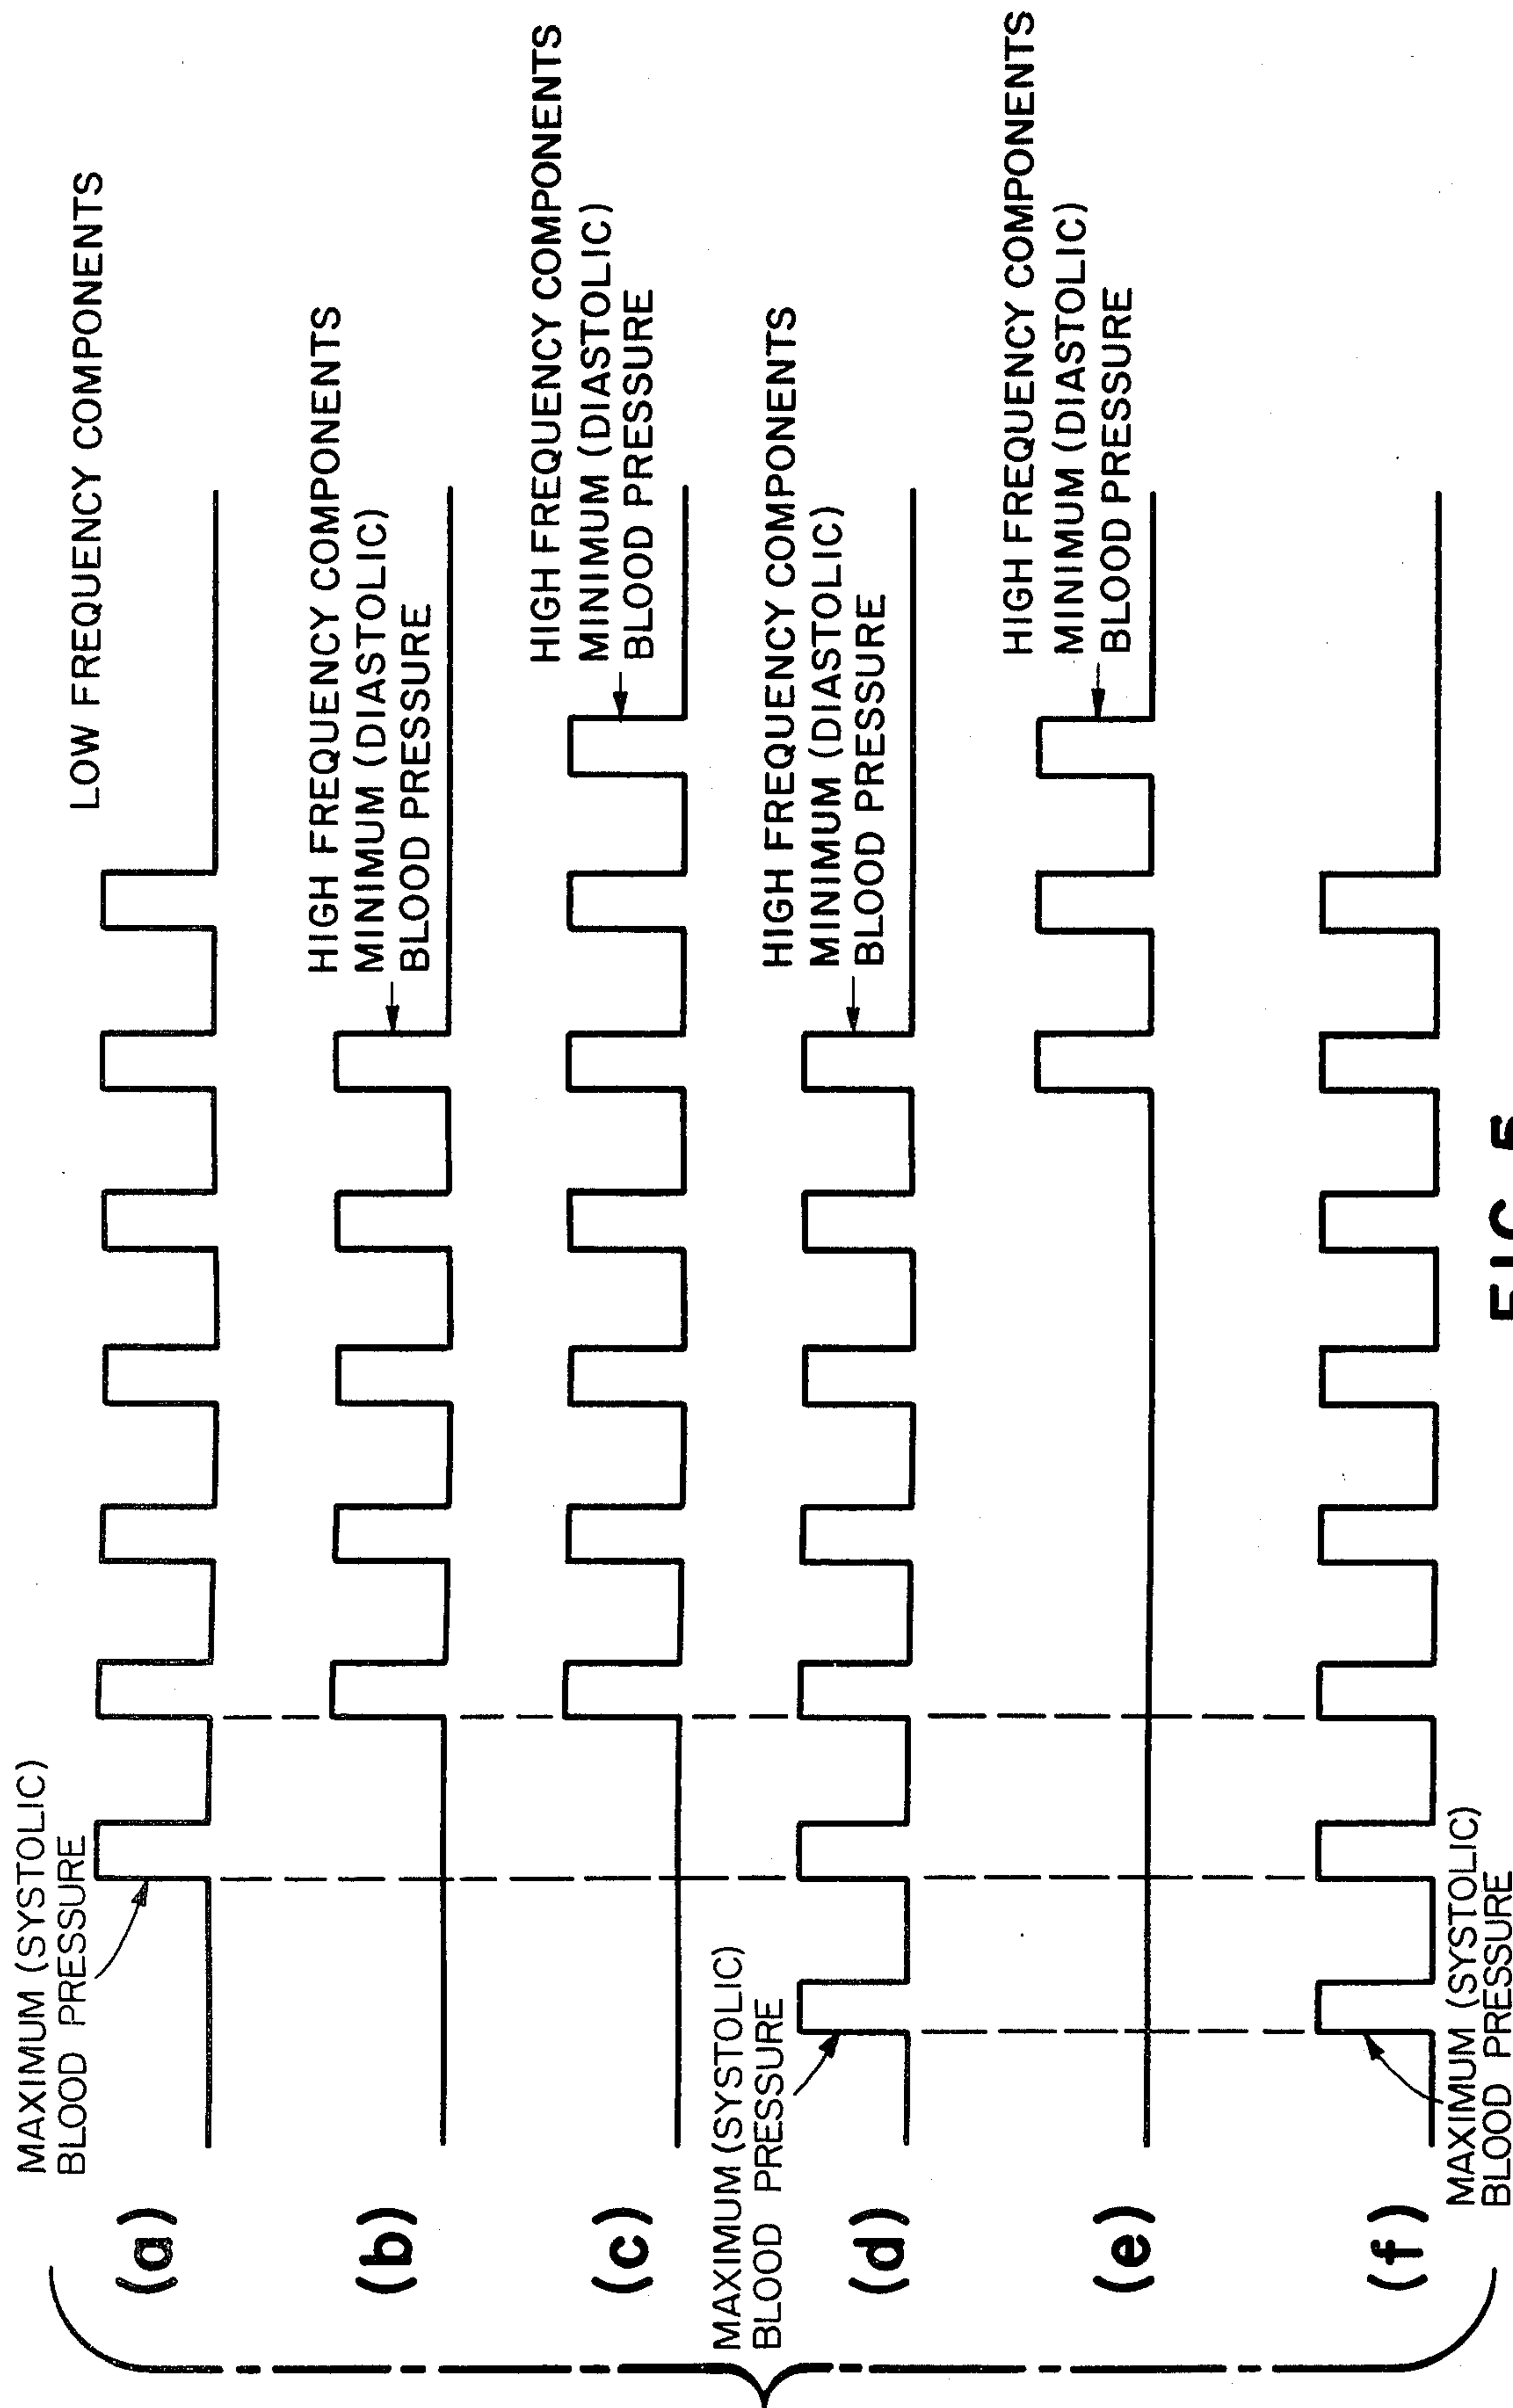 MAXIMUM (SYSTOLIC)
BLOOD PRESSURE
LOW FREQUENCY COMPONENTS
(a)
HIGH FREQUENCY COMPONENTS
MINIMUM (DIASTOLIC)
BLOOD PRESSURE
(b)
HIGH FREQUENCY COMPONENTS
MINIMUM (DIASTOLIC)
BLOOD PRESSURE
(c)
MAXIMUM (SYSTOLIC)
BLOOD PRESSURE
HIGH FREQUENCY COMPONENTS
MINIMUM (DIASTOLIC)
BLOOD PRESSURE
(d)
HIGH FREQUENCY COMPONENTS
MINIMUM (DIASTOLIC)
BLOOD PRESSURE
(e)
(f)
MAXIMUM (SYSTOLIC)
BLOOD PRESSURE
FIG. 5